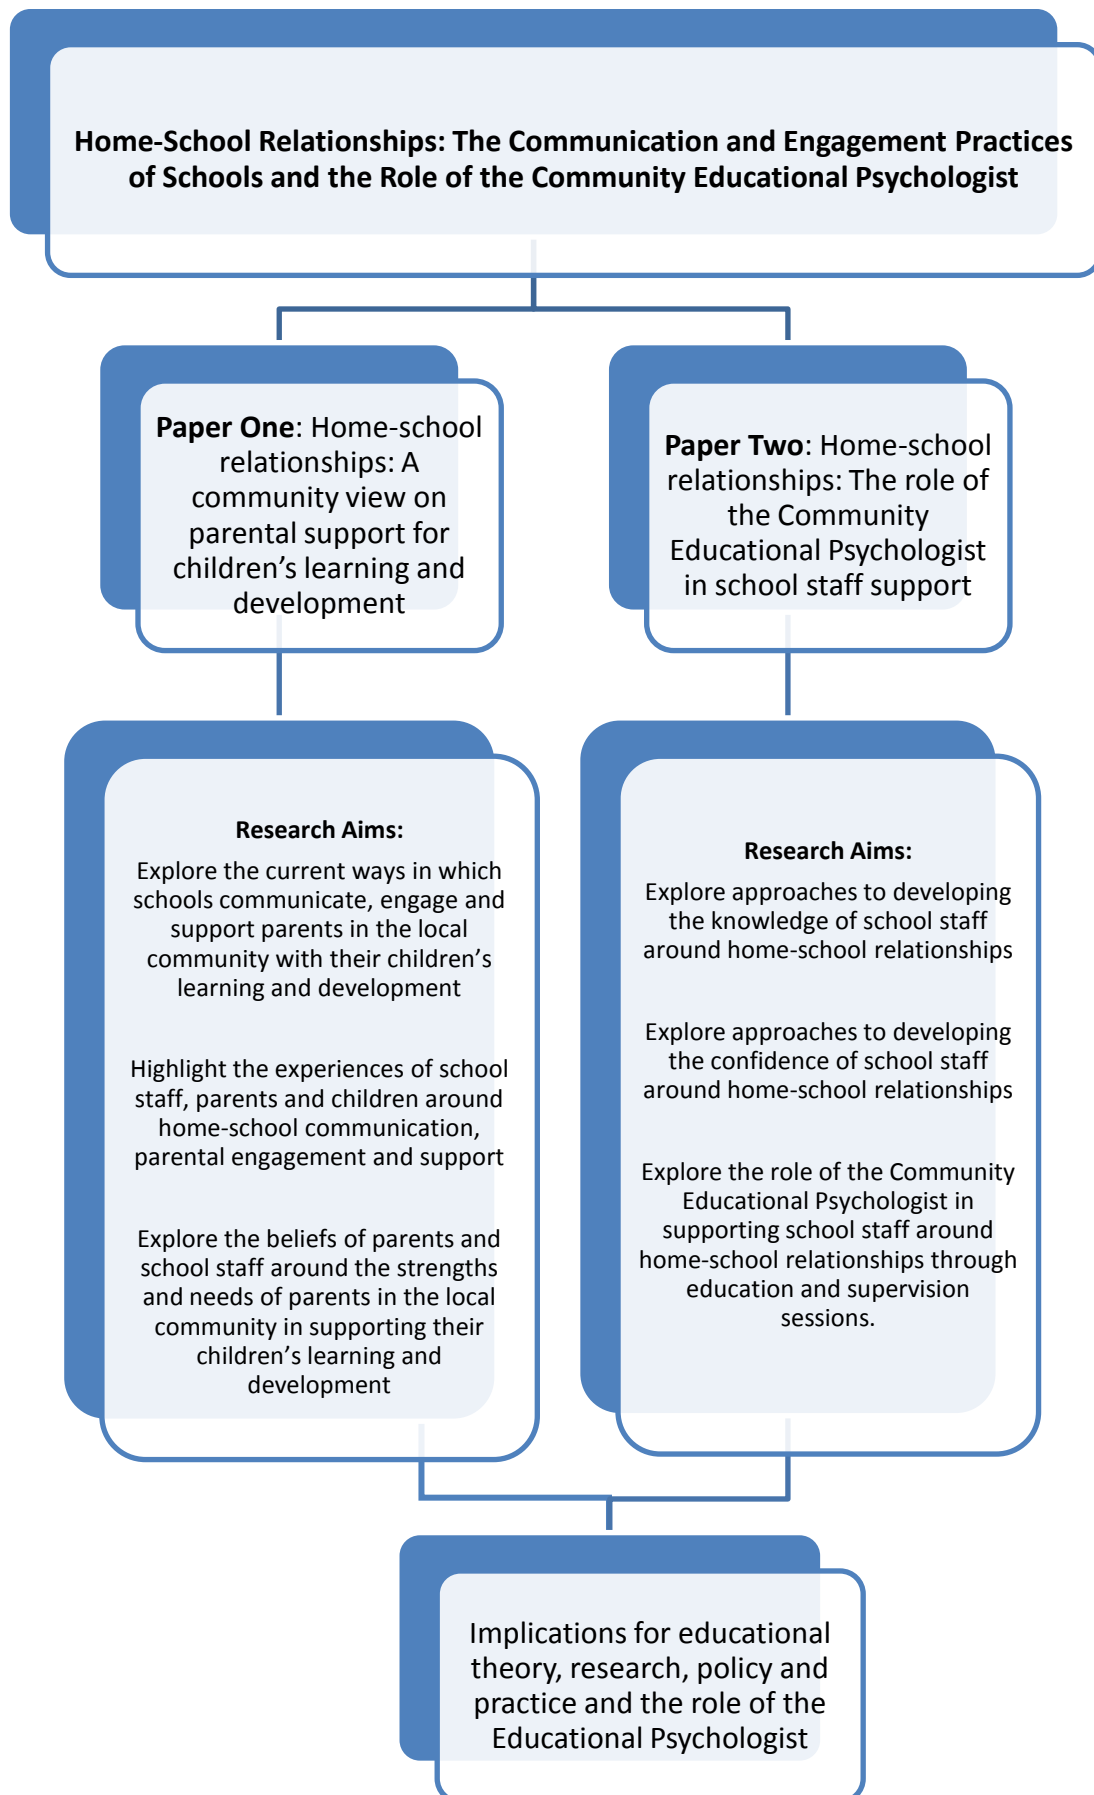 Home-School Relationships: The Communication and Engagement Practices
of Schools and the Role of the Community Educational Psychologist
Paper One: Home-school
relationships: A
community view on
parental support for
children’s learning and
development
Paper Two: Home-school
relationships: The role of
the Community
Educational Psychologist
in school staff support
Research Aims:
Explore the current ways in which
schools communicate, engage and
support parents in the local
community with their children’s
learning and development
Highlight the experiences of school
staff, parents and children around
home-school communication,
parental engagement and support
Explore the beliefs of parents and
school staff around the strengths
and needs of parents in the local
community in supporting their
children’s learning and
development
Research Aims:
Explore approaches to developing
the knowledge of school staff
around home-school relationships
Explore approaches to developing
the confidence of school staff
around home-school relationships
Explore the role of the Community
Educational Psychologist in
supporting school staff around
home-school relationships through
education and supervision
sessions.
Implications for educational
theory, research, policy and
practice and the role of the
Educational Psychologist